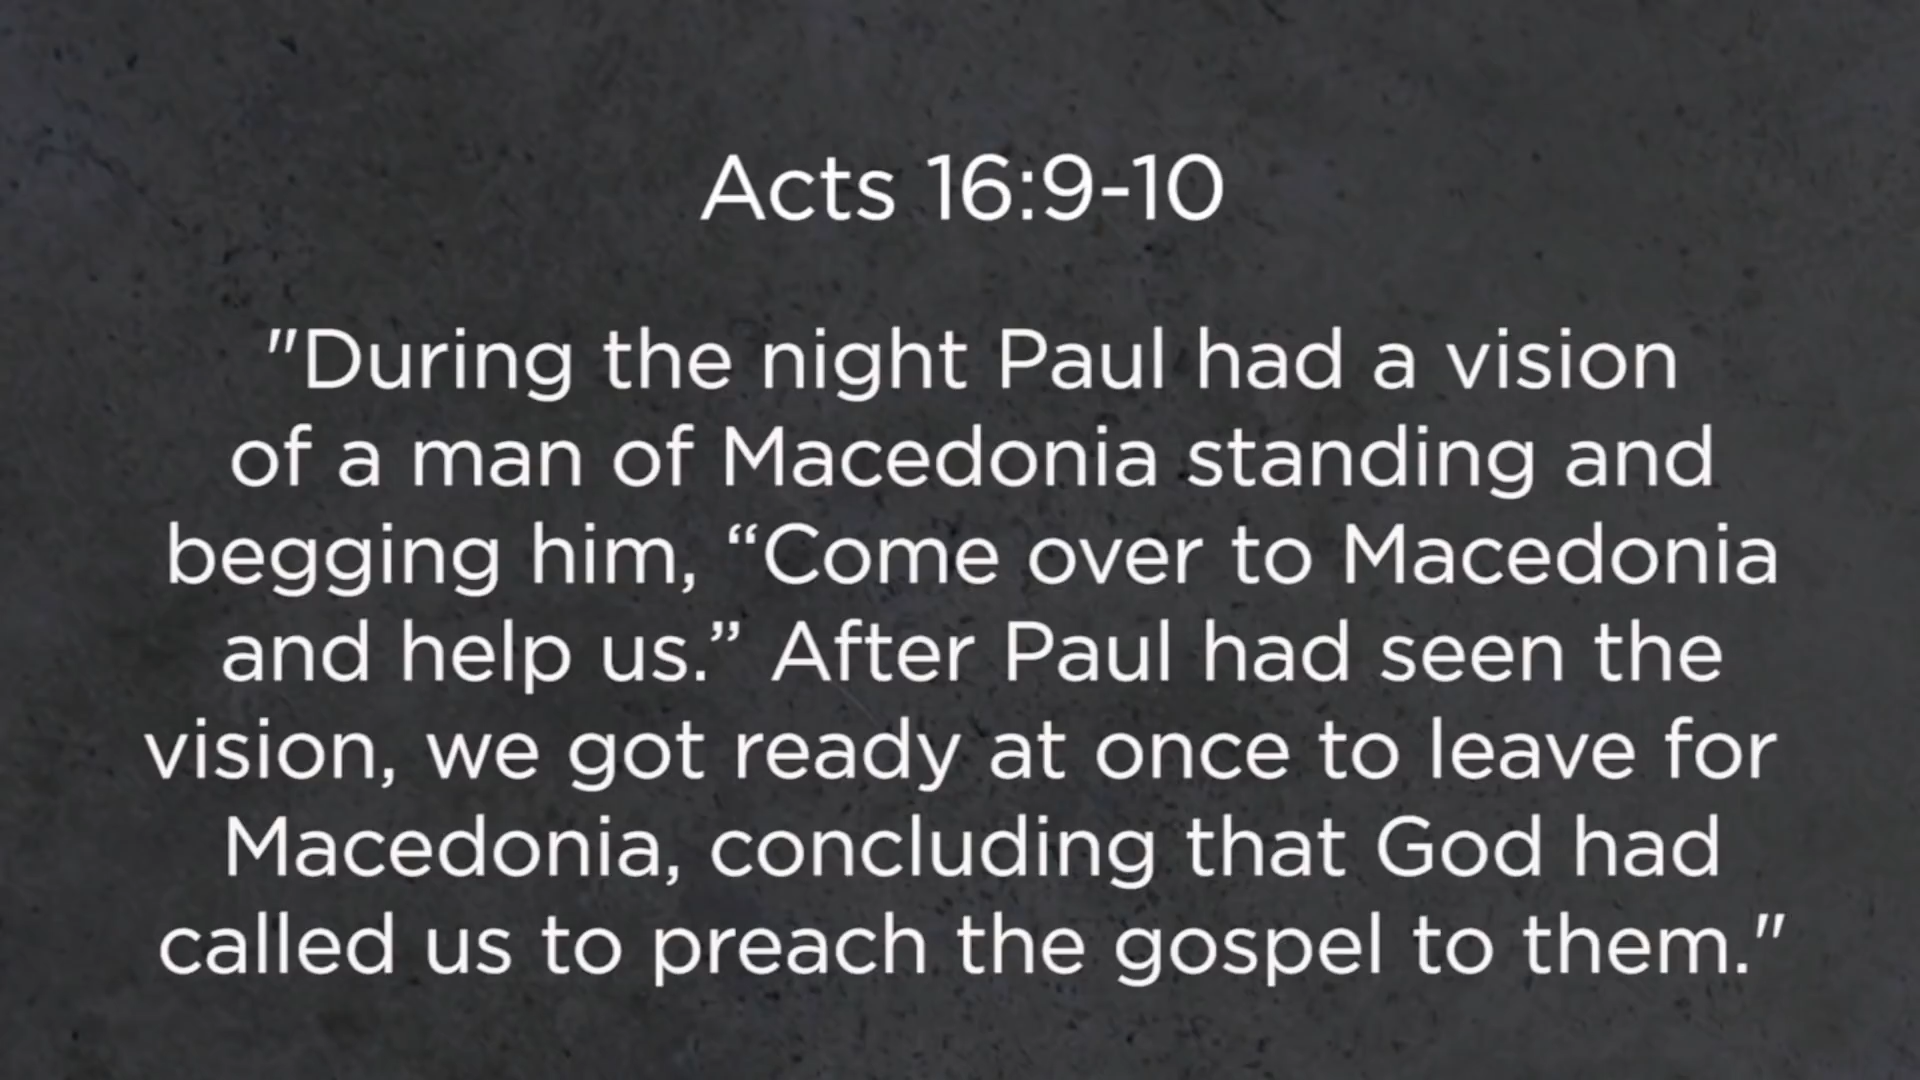 Acts 16:9-10
"During the night Paul had a vision
of a man of Macedonia standing and
begging him, “Come over to Macedonia
and help us.” After Paul had seen the
vision, we got ready at once to leave for
Macedonia, concluding that God had
called us to preach the gospel to them."